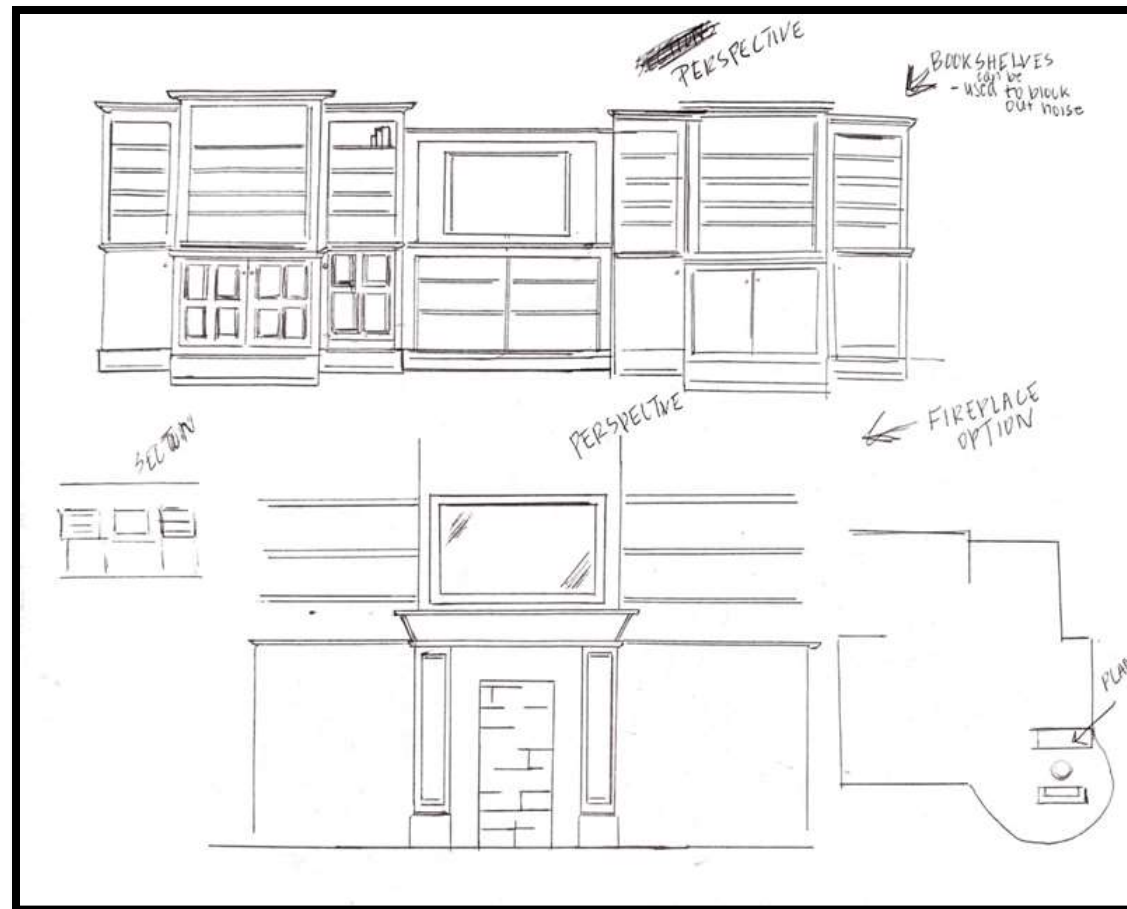 PERSPECTIVE
BOOKSHELVES
can be
- used to block
out noise
PERSPECTIVE
FIREPLACE
OPTION
SECTION